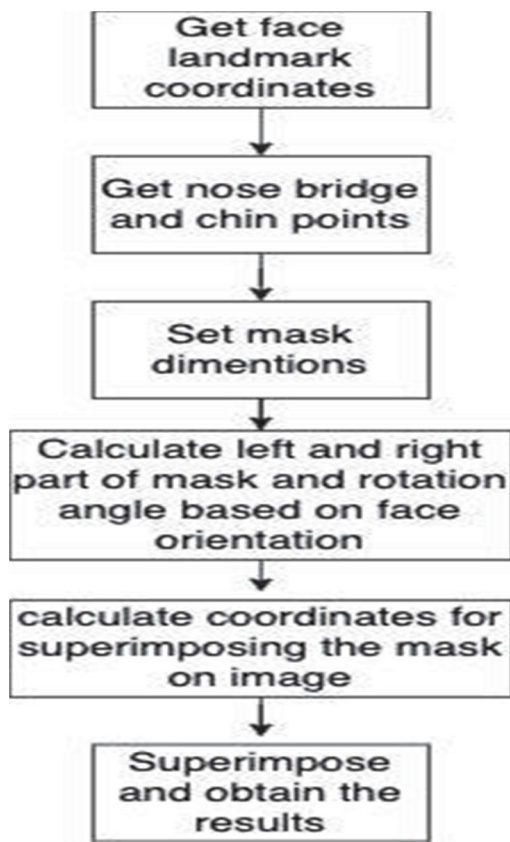 Get face
landmark
coordinates
Get nose bridge
and chin points
Set mask
dimentions
Calculate left and right
part of mask and rotation
angle based on face
orientation
calculate coordinates for
superimposing the mask
on image
Superimpose
and obtain the
results